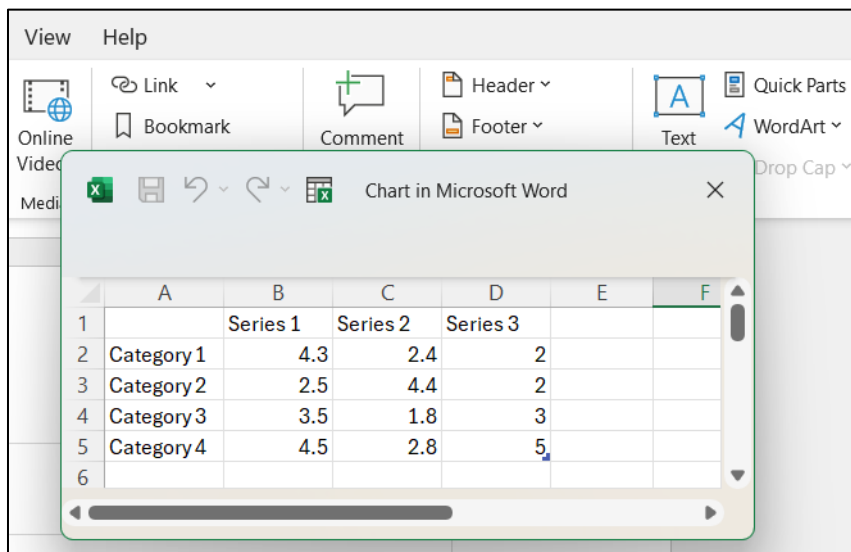 View Help
Link Header Quick Parts
Online Bookmark Comment Footer A Text WordArt
Video Drop Cap
Medi
X X Chart in Microsoft Word
A B C D E F
1 Series 1 Series 2 Series 3
2 Category 1 4.3 2.4 2
3 Category 2 2.5 4.4 2
4 Category 3 3.5 1.8 3
5 Category 4 4.5 2.8 5
6